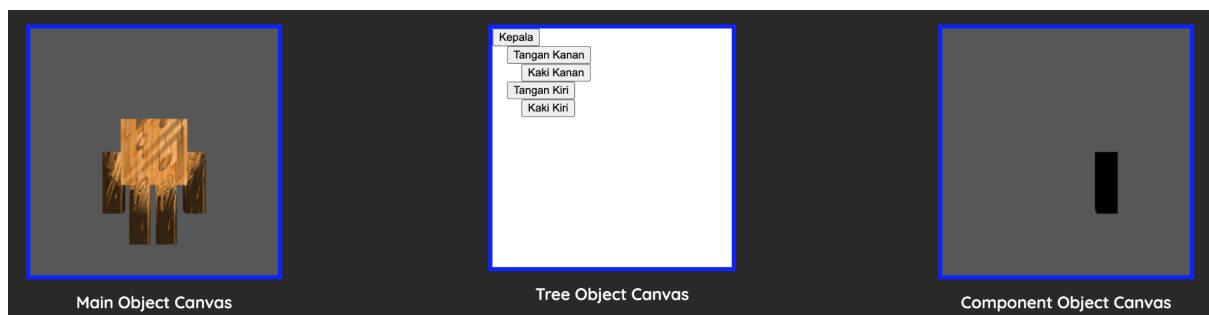 Kepala
Tangan Kanan
Kaki Kanan
Tangan Kiri
Kaki Kiri
Main Object Canvas
Tree Object Canvas
Component Object Canvas